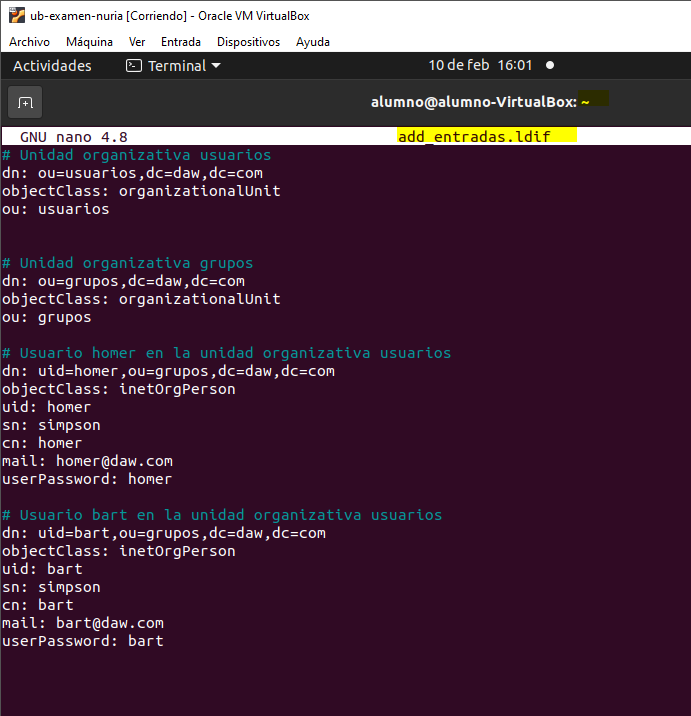 ub-examen-nuria [Corriendo] - Oracle VM VirtualBox
Archivo Máquina Ver Entrada Dispositivos Ayuda
Actividades Terminal 10 de feb 16:01
alumno@alumno-VirtualBox: ~
GNU nano 4.8 add_entradas.ldif
# Unidad organizativa usuarios
dn: ou=usuarios,dc=daw,dc=com
objectClass: organizationalUnit
ou: usuarios
# Unidad organizativa grupos
dn: ou=grupos,dc=daw,dc=com
objectClass: organizationalUnit
ou: grupos
# Usuario homer en la unidad organizativa usuarios
dn: uid=homer,ou=grupos,dc=daw,dc=com
objectClass: inetOrgPerson
uid: homer
sn: simpson
cn: homer
mail: homer@daw.com
userPassword: homer
# Usuario bart en la unidad organizativa usuarios
dn: uid=bart,ou=grupos,dc=daw,dc=com
objectClass: inetOrgPerson
uid: bart
sn: simpson
cn: bart
mail: bart@daw.com
userPassword: bart